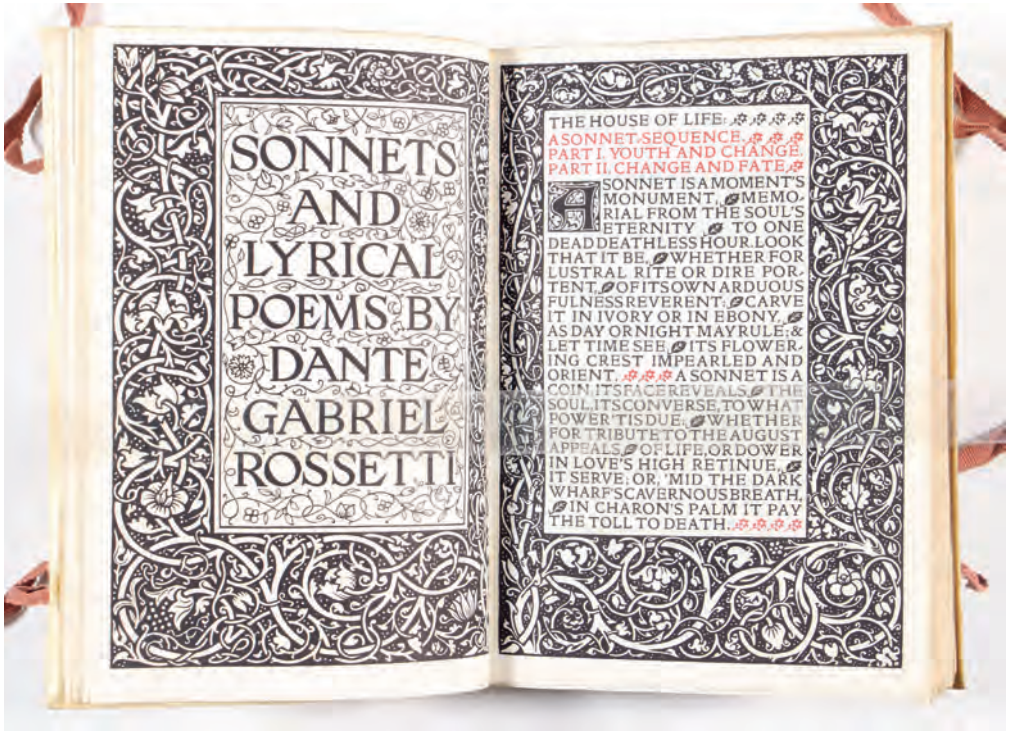 SONNETS
AND
LYRICAL
POEMS BY
DANTE
GABRIEL
ROSSETTI
THE HOUSE OF LIFE:
A SONNET-SEQUENCE.
PART I. YOUTH AND CHANGE.
PART II. CHANGE AND FATE.
A SONNET IS A MOMENT'S
MONUMENT, MEMO-
RIAL FROM THE SOUL'S
ETERNITY TO ONE
DEAD DEATHLESS HOUR. LOOK
THAT IT BE, WHETHER FOR
LUSTRAL RITE OR DIRE POR-
TENT, OF ITS OWN ARDUOUS
FULNESS REVERENT: CARVE
IT IN IVORY OR IN EBONY,
AS DAY OR NIGHT MAY RULE; &
LET TIME SEE ITS FLOWER-
ING CREST IMPEARLED AND
ORIENT. A SONNET IS A
COIN: ITS FACE REVEALS THE
SOUL, ITS CONVERSE, TO WHAT
POWER 'TIS DUE: WHETHER
FOR TRIBUTE TO THE AUGUST
APPEALS OF LIFE, OR DOWER
IN LOVE'S HIGH RETINUE,
IT SERVE; OR, 'MID THE DARK
WHARF'S CAVERNOUS BREATH,
IN CHARON'S PALM IT PAY
THE TOLL TO DEATH.